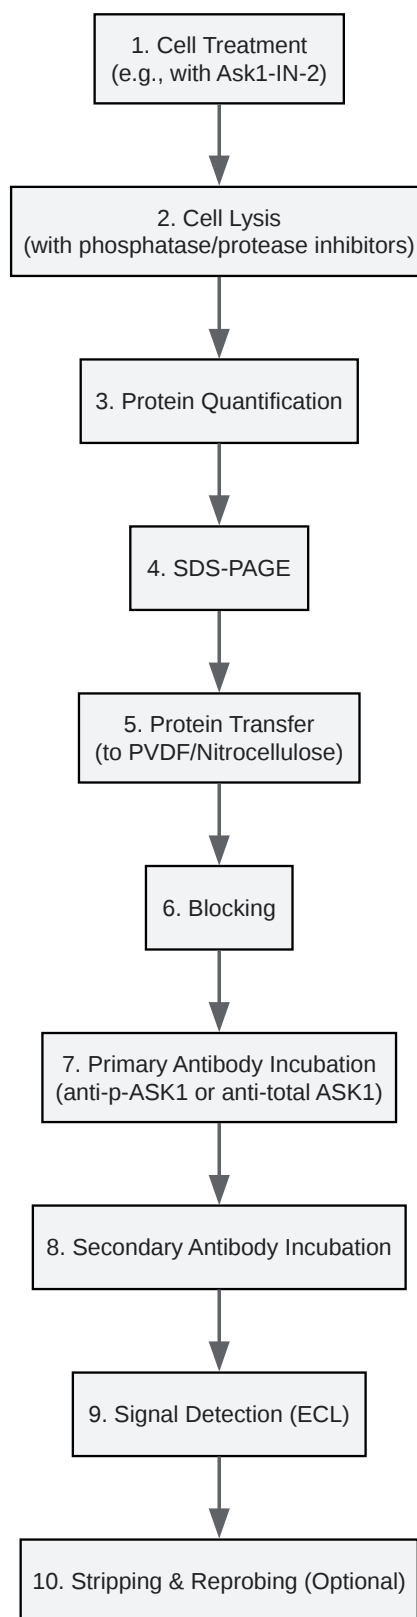 1. Cell Treatment
(e.g., with Ask1-IN-2)
2. Cell Lysis
(with phosphatase/protease inhibitors)
3. Protein Quantification
4. SDS-PAGE
5. Protein Transfer
(to PVDF/Nitrocellulose)
6. Blocking
7. Primary Antibody Incubation
(anti-p-ASK1 or anti-total ASK1)
8. Secondary Antibody Incubation
9. Signal Detection (ECL)
10. Stripping & Reprobing (Optional)